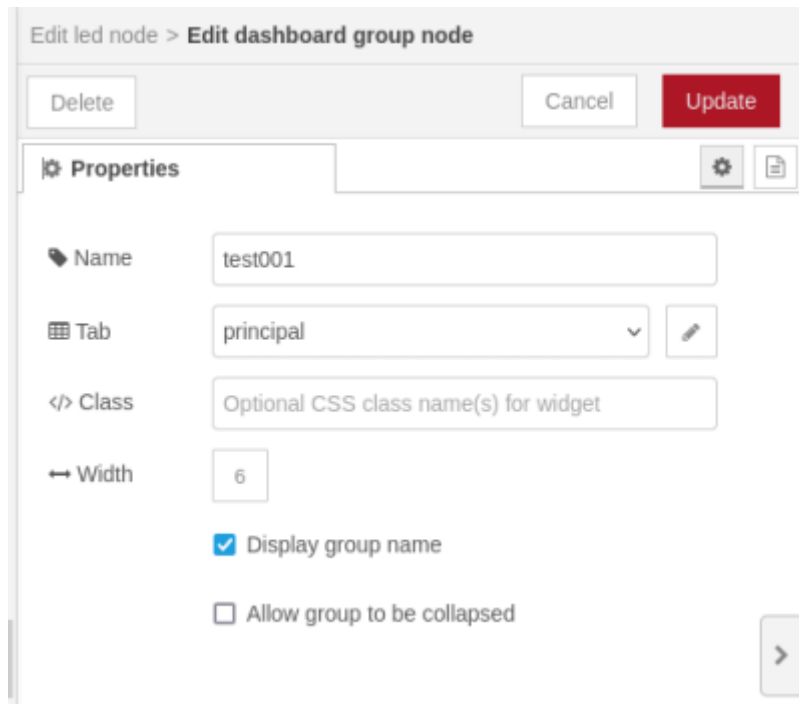 Edit led node > Edit dashboard group node
Delete Cancel Update
Properties
Name test001
Tab principal
</> Class Optional CSS class name(s) for widget
Width 6
Display group name
Allow group to be collapsed